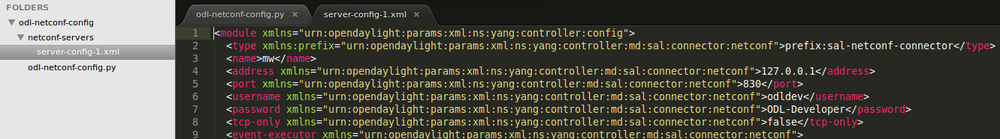 FOLDERS
odl-netconf-config
netconf-servers
server-config-1.xml
odl-netconf-config.py
odl-netconf-config.py ×
server-config-1.xml ×
1 <module xmlns="urn:opendaylight:params:xml:ns:yang:controller:config">
2 <type xmlns:prefix="urn:opendaylight:params:xml:ns:yang:controller:md:sal:connector:netconf">prefix:sal-netconf-connector</type>
3 <name>mw</name>
4 <address xmlns="urn:opendaylight:params:xml:ns:yang:controller:md:sal:connector:netconf">127.0.0.1</address>
5 <port xmlns="urn:opendaylight:params:xml:ns:yang:controller:md:sal:connector:netconf">830</port>
6 <username xmlns="urn:opendaylight:params:xml:ns:yang:controller:md:sal:connector:netconf">odldev</username>
7 <password xmlns="urn:opendaylight:params:xml:ns:yang:controller:md:sal:connector:netconf">ODL-Developer</password>
8 <tcp-only xmlns="urn:opendaylight:params:xml:ns:yang:controller:md:sal:connector:netconf">false</tcp-only>
9 <event-executor xmlns="urn:opendaylight:params:xml:ns:yang:controller:md:sal:connector:netconf">